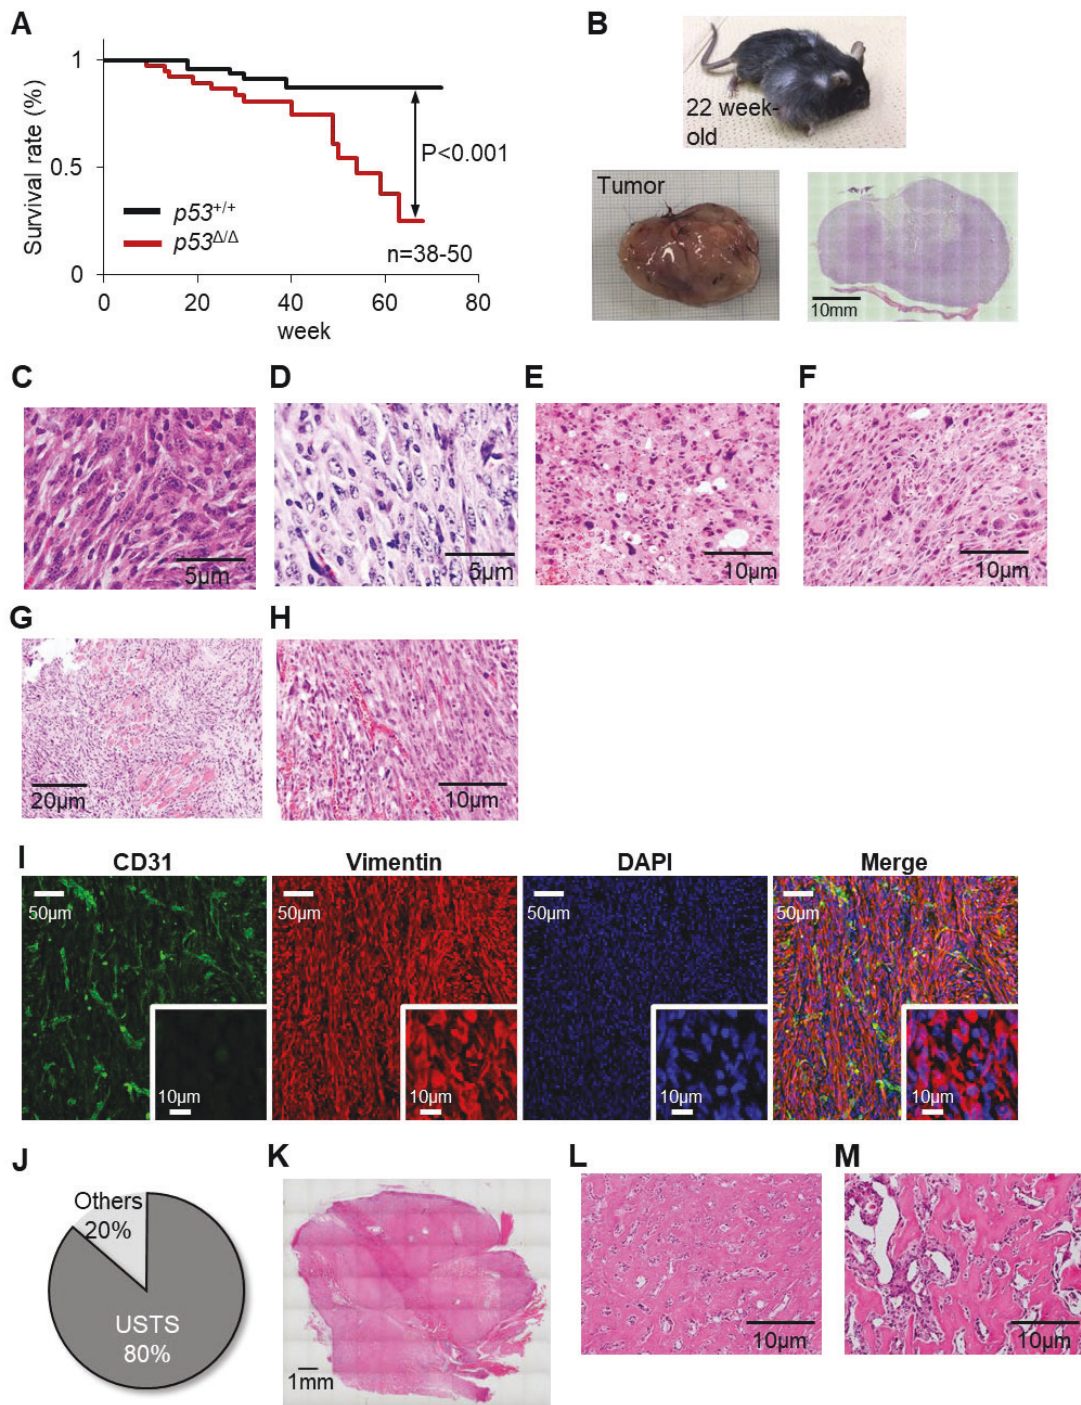 A
Survival rate (%)
1
0.5
0
P<0.001
p53+/+
p53Δ/Δ
n=38-50
0 20 40 60 80
week
B
22 week-
old
Tumor
10mm
C
5µm
D
5µm
E
10µm
F
10µm
G
20µm
H
10µm
I
CD31 Vimentin DAPI Merge
50µm 50µm 50µm 50µm
10µm 10µm 10µm 10µm
J
Others
20%
USTS
80%
K
1mm
L
10µm
M
10µm